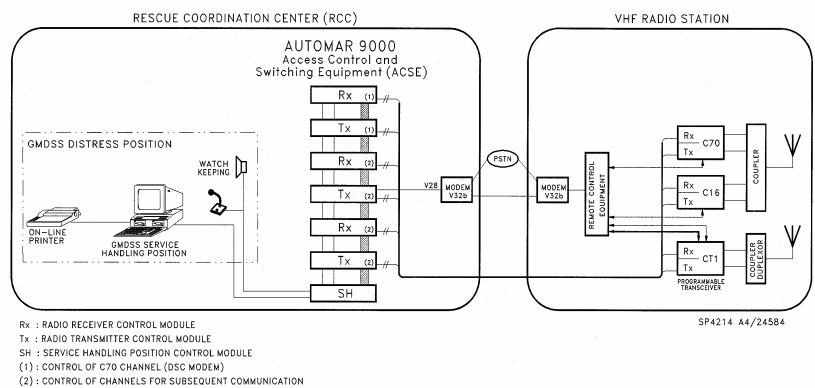 RESCUE COORDINATION CENTER (RCC)
VHF RADIO STATION
AUTOMAR 9000
Access Control and
Switching Equipment (ACSE)
Rx (1)
Tx (1)
Rx (2)
Tx (2)
Rx (2)
Tx (2)
SH
GMDSS DISTRESS POSITION
WATCH
KEEPING
ON-LINE
PRINTER
GMDSS SERVICE
HANDLING POSITION
V28
MODEM
V32b
PSTN
MODEM
V32b
REMOTE CONTROL
EQUIPMENT
Rx
Tx
C70
Rx
Tx
C16
COUPLER
Rx
Tx
CT1
PROGRAMMABLE
TRANSCEIVER
COUPLER
DUPLEXOR
SP4214 A4/24584
Rx : RADIO RECEIVER CONTROL MODULE
Tx : RADIO TRANSMITTER CONTROL MODULE
SH : SERVICE HANDLING POSITION CONTROL MODULE
(1) : CONTROL OF C70 CHANNEL (DSC MODEM)
(2) : CONTROL OF CHANNELS FOR SUBSEQUENT COMMUNICATION